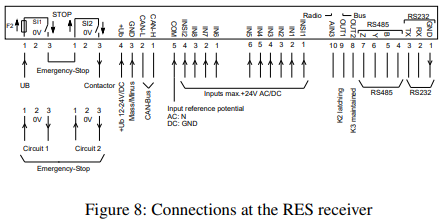 STOP
Radio Bus
F2 SI1 SI2
0V 0V
+Ub GND CAN-L CAN-H COM INSI2 IN8 IN7 IN6 IN5 IN4 IN3 IN2 IN1 INSI1 AIN3 OUT1 OUT2 RS485 RS232
Z Y B A TX RX GND
1 2 3 3 2 1 4 3 2 1 5 4 3 2 1 6 5 4 3 2 1 10 9 8 7 6 5 4 3 2 1
Emergency-Stop
UB Contactor
+Ub 12-24V/DC
Mass/Minus
CAN-Bus
Inputs max.+24V AC/DC
Input reference potential
AC: N
DC: GND
K2 latching
K3 maintained
RS485 RS232
1 2 3 3 2 1
0V 0V
Circuit 1 Circuit 2
Emergency-Stop
Figure 8: Connections at the RES receiver